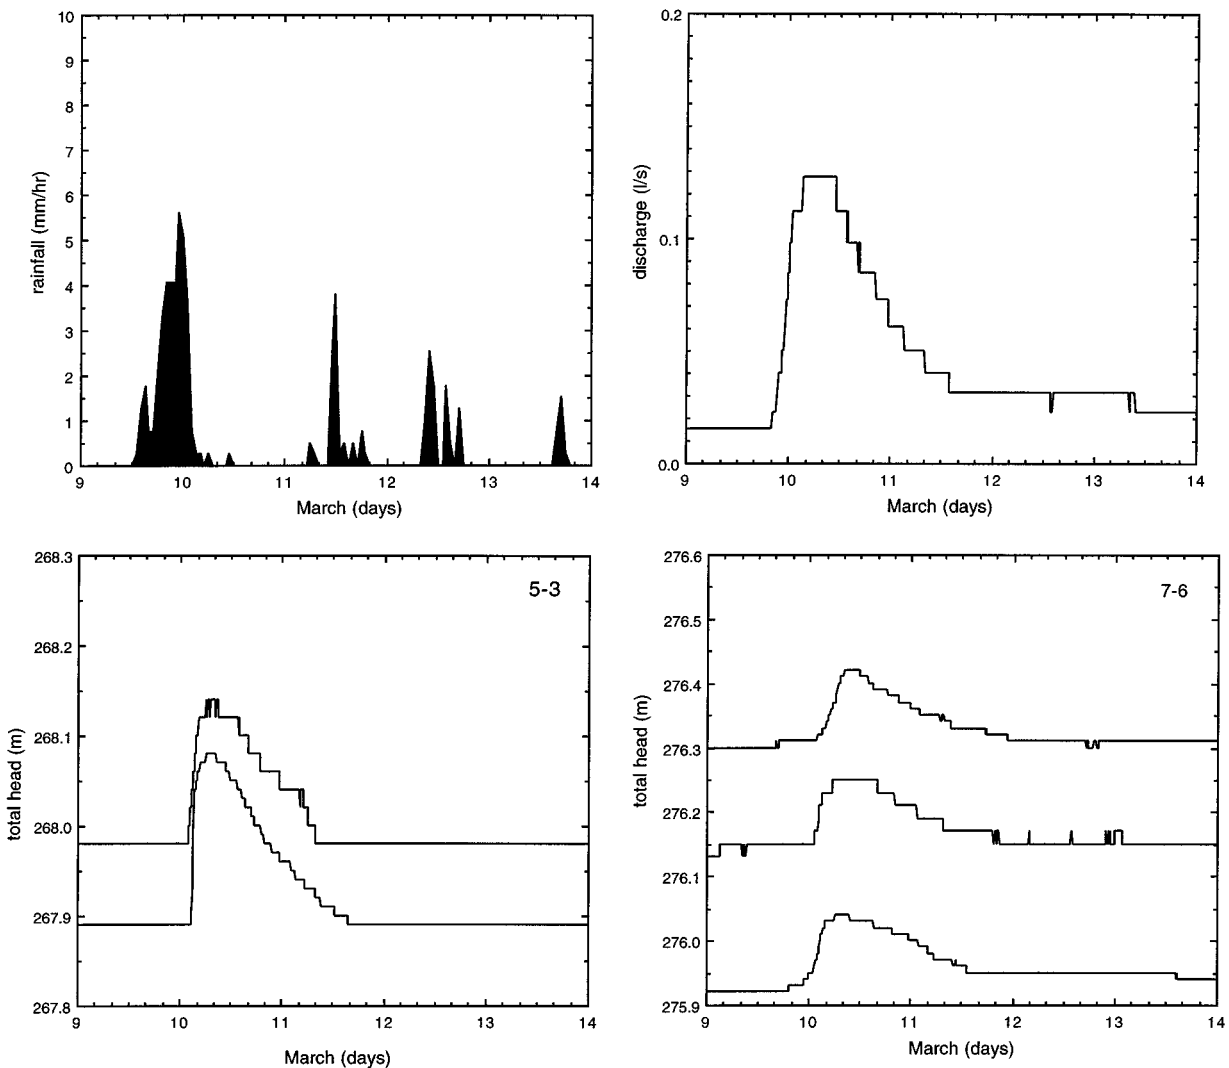 10
9
8
7
6
5
4
3
2
1
0
rainfall (mm/hr)
9 10 11 12 13 14
March (days)
0.2
0.1
0.0
discharge (l/s)
9 10 11 12 13 14
March (days)
268.3
268.2
268.1
268.0
267.9
267.8
total head (m)
5-3
9 10 11 12 13 14
March (days)
276.6
276.5
276.4
276.3
276.2
276.1
276.0
275.9
total head (m)
7-6
9 10 11 12 13 14
March (days)